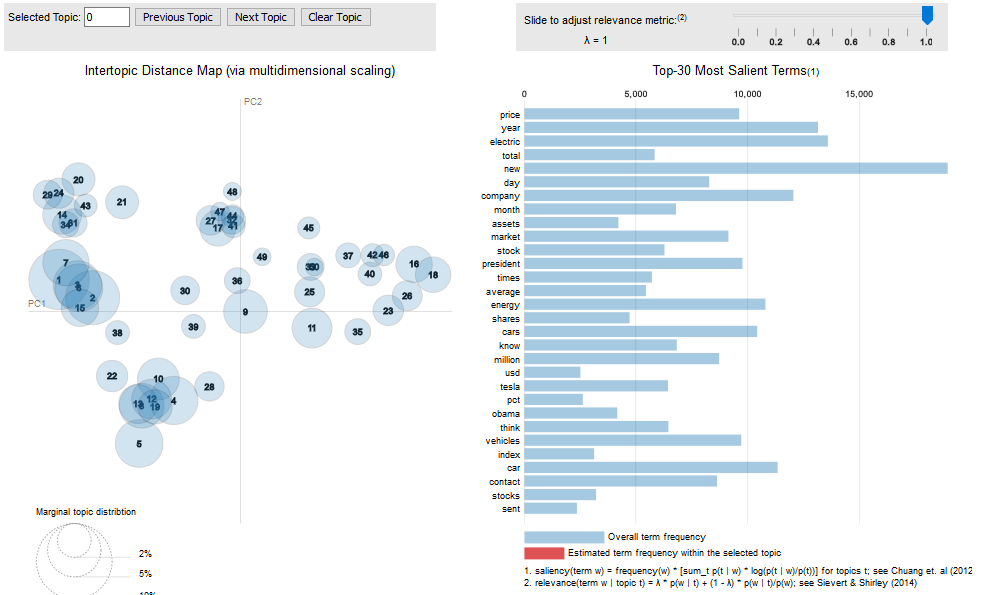 Selected Topic: 0 Previous Topic Next Topic Clear Topic
Slide to adjust relevance metric:(2)
λ = 1
0.0 0.2 0.4 0.6 0.8 1.0
Intertopic Distance Map (via multidimensional scaling)
PC2
PC1
20
29
24
43
21
14
34
31
48
47
44
27
17
41
45
7
1
2
15
49
37
42
46
16
18
40
36
30
25
26
9
23
39
11
35
38
22
10
28
12
4
19
5
Marginal topic distribtion
2%
5%
10%
Top-30 Most Salient Terms(1)
0 5,000 10,000 15,000
price
year
electric
total
new
day
company
month
assets
market
stock
president
times
average
energy
shares
cars
know
million
usd
tesla
pct
obama
think
vehicles
index
car
contact
stocks
sent
Overall term frequency
Estimated term frequency within the selected topic
1. saliency(term w) = frequency(w) * [sum_t p(t | w) * log(p(t | w)/p(t))] for topics t; see Chuang et. al (2012
2. relevance(term w | topic t) = λ * p(w | t) + (1 - λ) * p(w | t)/p(w); see Sievert & Shirley (2014)